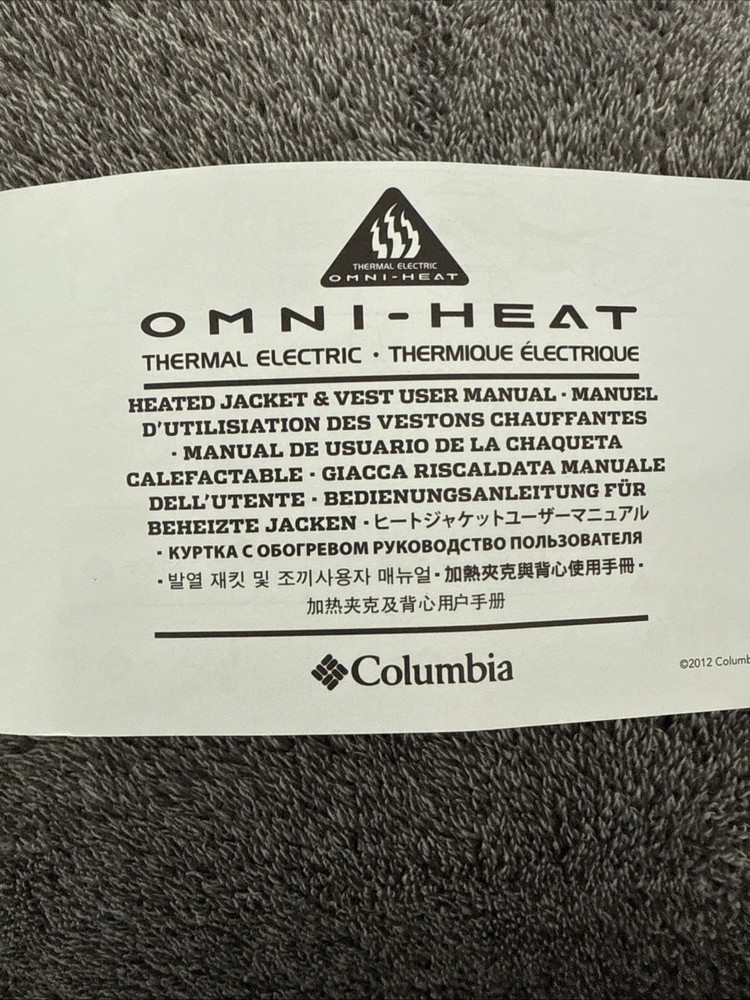 THERMAL ELECTRIC
OMNI-HEAT
OMNI-HEAT
THERMAL ELECTRIC · THERMIQUE ÉLECTRIQUE
HEATED JACKET & VEST USER MANUAL · MANUEL
D'UTILISIATION DES VESTONS CHAUFFANTES
· MANUAL DE USUARIO DE LA CHAQUETA
CALEFACTABLE · GIACCA RISCALDATA MANUALE
DELL'UTENTE · BEDIENUNGSANLEITUNG FÜR
BEHEIZTE JACKEN · ヒートジャケットユーザーマニュアル
· КУРТКА С ОБОГРЕВОМ РУКОВОДСТВО ПОЛЬЗОВАТЕЛЯ
· 발열 재킷 및 조끼사용자 매뉴얼 · 加熱夾克與背心使用手冊 ·
加热夹克及背心用户手册
Columbia
©2012